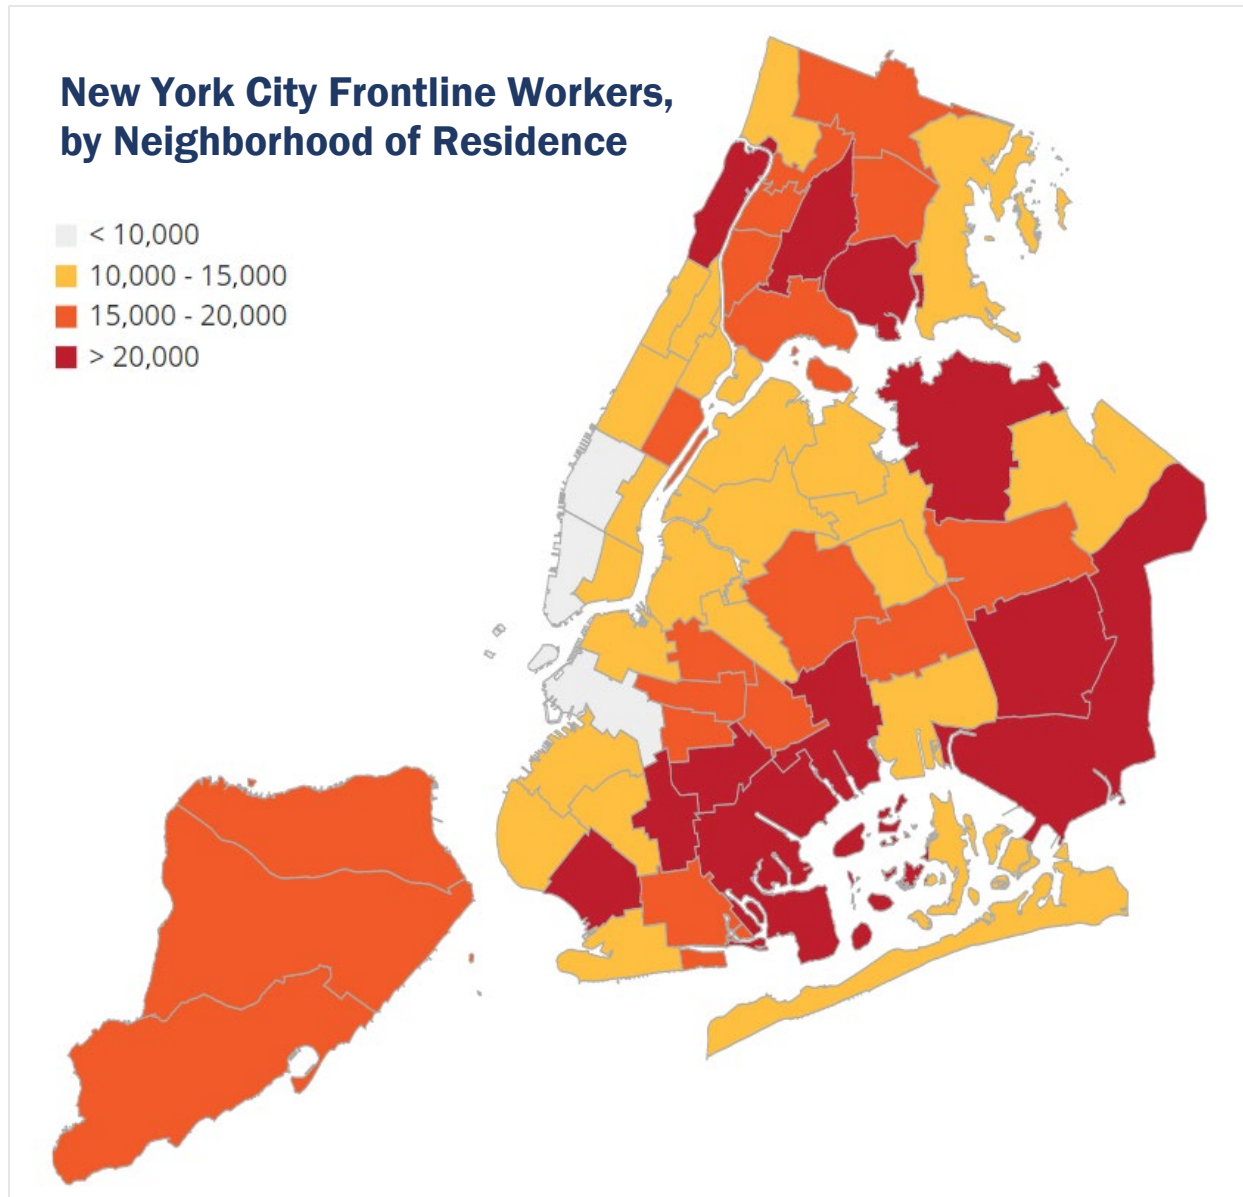 New York City Frontline Workers,
by Neighborhood of Residence
< 10,000
10,000 - 15,000
15,000 - 20,000
> 20,000